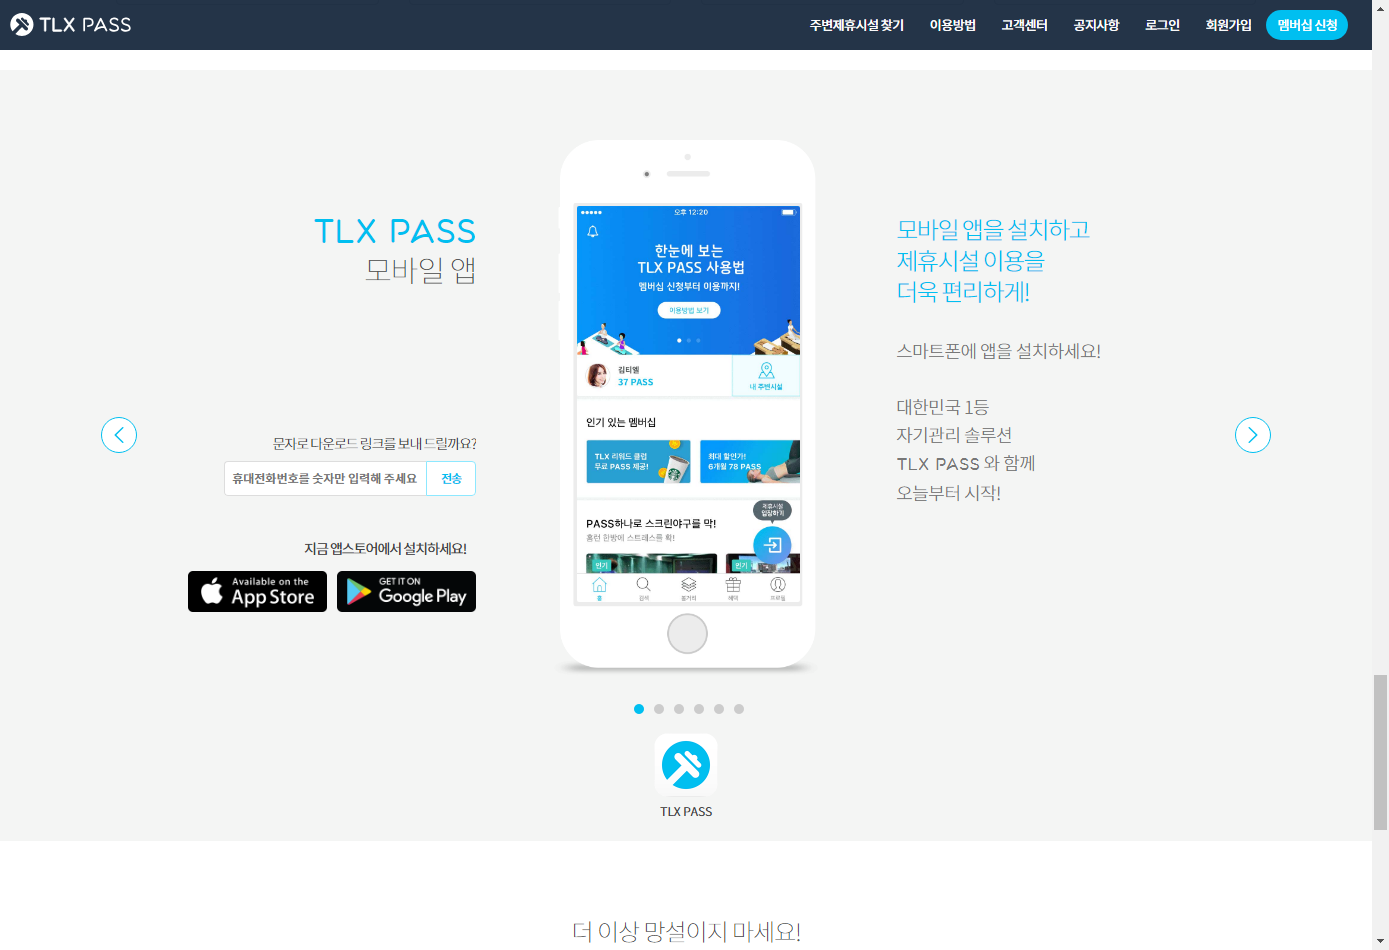 TLX PASS
주변제휴시설 찾기
이용방법
고객센터
공지사항
로그인
회원가입
멤버십 신청
TLX PASS
모바일 앱
문자로 다운로드 링크를 보내 드릴까요?
휴대전화번호를 숫자만 입력해 주세요
전송
지금 앱스토어에서 설치하세요!
Available on the
App Store
GET IT ON
Google Play
오후 12:20
한눈에 보는
TLX PASS 사용법
멤버십 신청부터 이용까지!
이용방법 보기
김티엘
37 PASS
내 주변시설
인기 있는 멤버십
TLX 리워드 클럽
무료 PASS 제공!
최대 할인가!
6개월 78 PASS
PASS하나로 스크린야구를 막!
홈런 한방에 스트레스를 확!
제휴시설
입장하기
인기
인기
홈
검색
즐겨찾기
혜택
프로필
모바일 앱을 설치하고
제휴시설 이용을
더욱 편리하게!
스마트폰에 앱을 설치하세요!
대한민국 1등
자기관리 솔루션
TLX PASS 와 함께
오늘부터 시작!
TLX PASS
더 이상 망설이지 마세요!